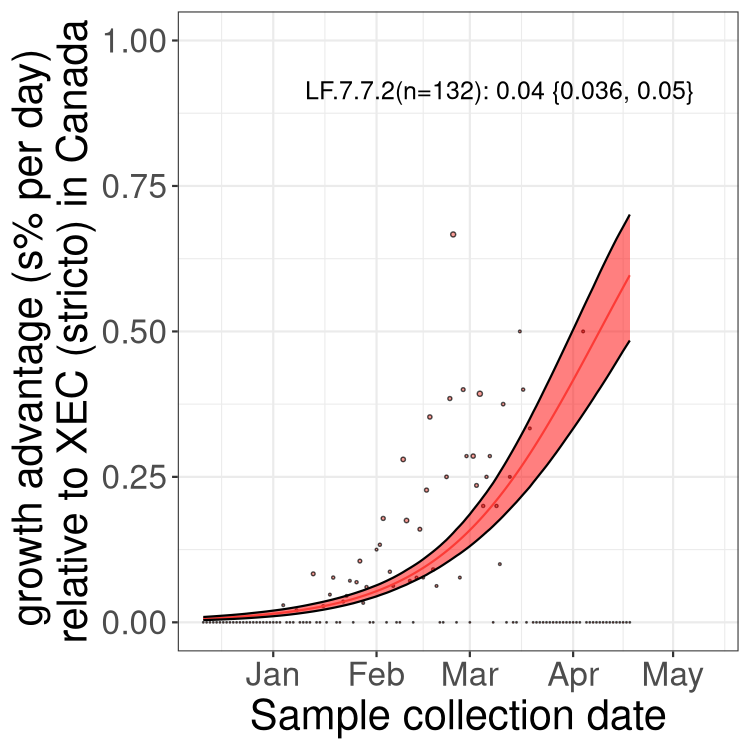 growth advantage (s% per day)
relative to XEC (stricto) in Canada
1.00
0.75
0.50
0.25
0.00
LF.7.7.2(n=132): 0.04 {0.036, 0.05}
Jan Feb Mar Apr May
Sample collection date